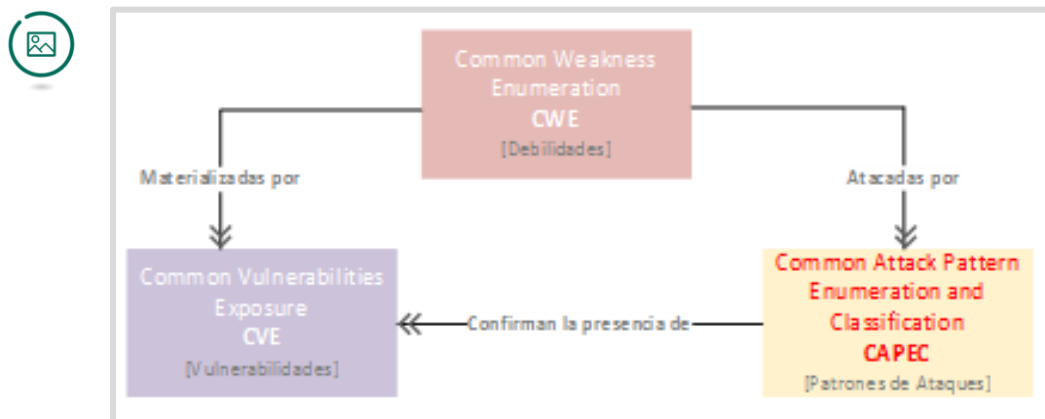 Common Weakness
Enumeration
CWE
[Debilidades]
Materializadas por
Atacadas por
Common Vulnerabilities
Exposure
CVE
[Vulnerabilidades]
Confirman la presencia de
Common Attack Pattern
Enumeration and
Classification
CAPEC
[Patrones de Ataques]